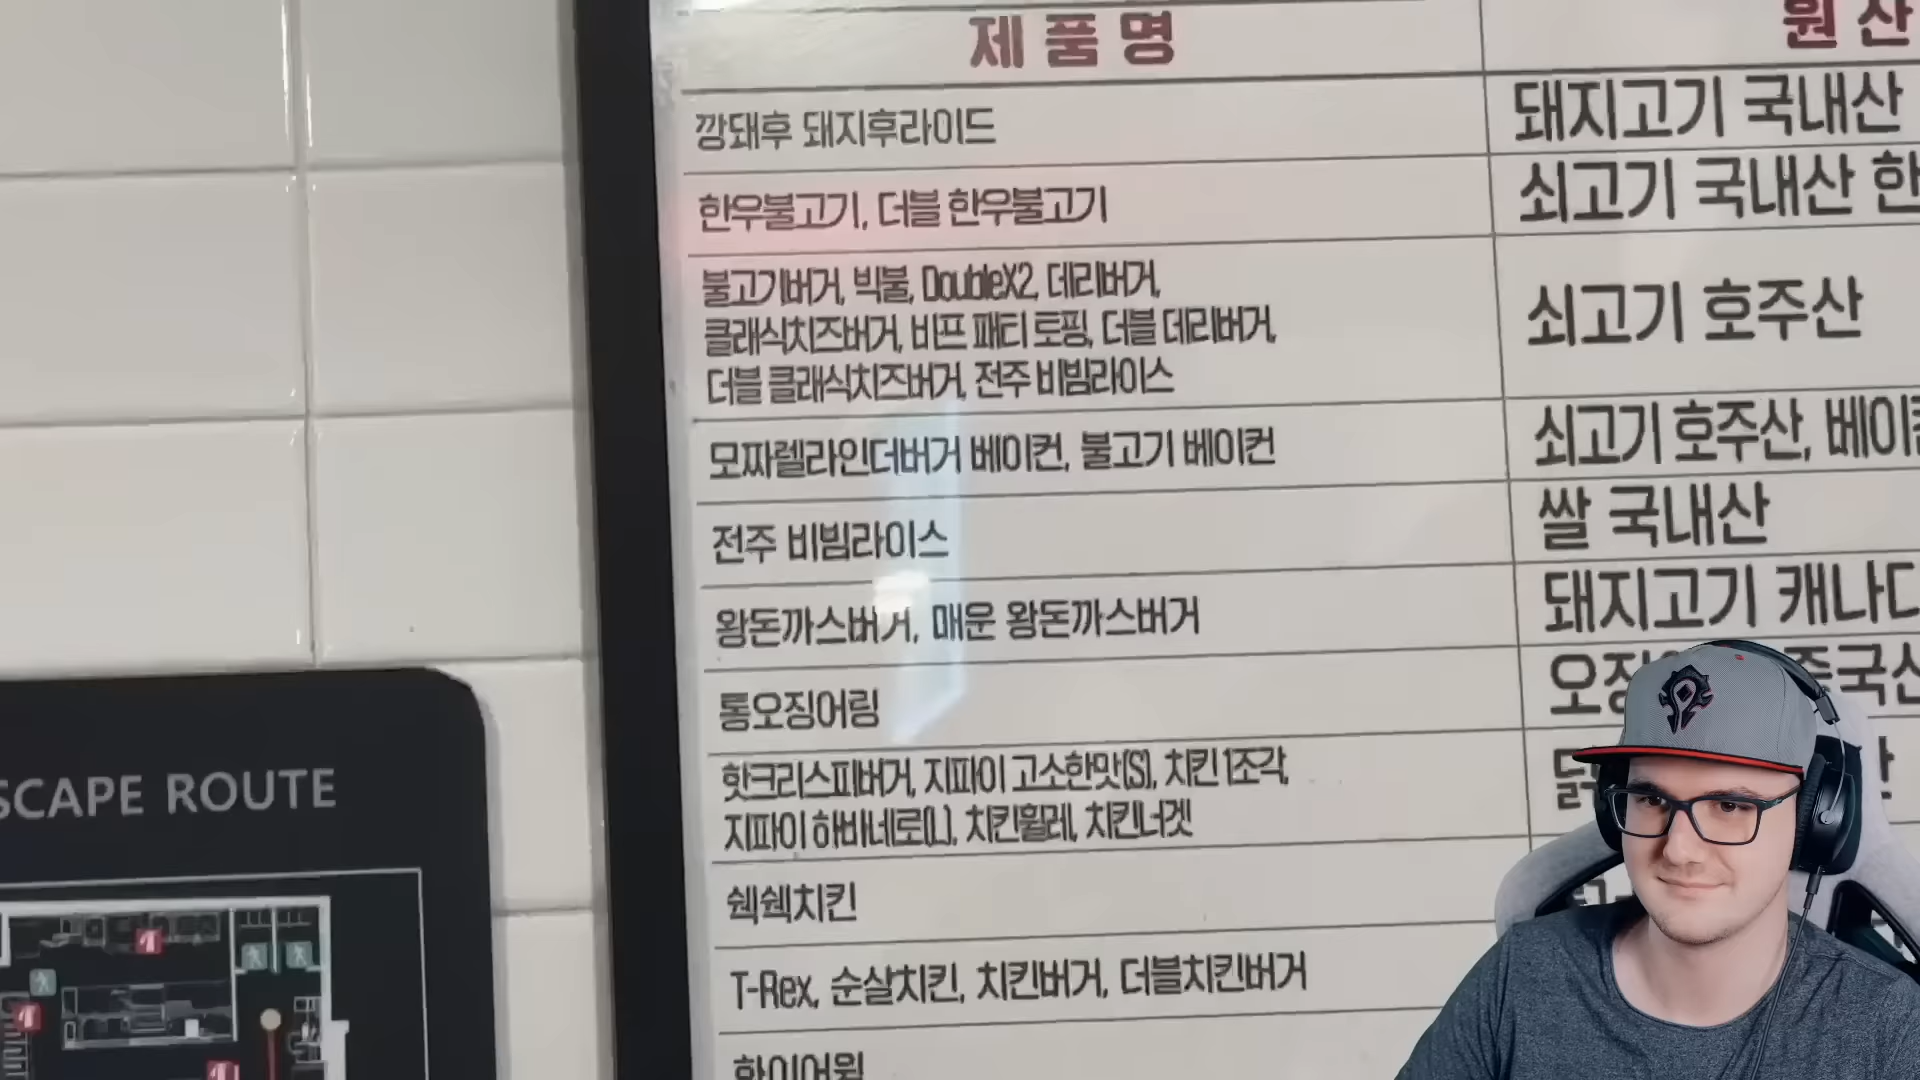 제품명 원산
깡돼후 돼지후라이드 돼지고기 국내산
한우불고기, 더블 한우불고기 쇠고기 국내산 한
불고기버거, 빅불, DoubleX2, 데리버거,
클래식치즈버거, 비프 패티 토핑, 더블 데리버거,
더블 클래식치즈버거, 전주 비빔라이스
쇠고기 호주산
모짜렐라인더버거 베이컨, 불고기 베이컨 쇠고기 호주산, 베이컨
전주 비빔라이스 쌀 국내산
왕돈까스버거, 매운 왕돈까스버거 돼지고기 캐나다
통오징어링
핫크리스피버거, 지파이 고소한맛(S), 치킨 1조각,
지파이 하바네로(L), 치킨휠레, 치킨너겟
쉑쉑치킨
T-Rex, 순살치킨, 치킨버거, 더블치킨버거
핫이어윙
SCAPE ROUTE